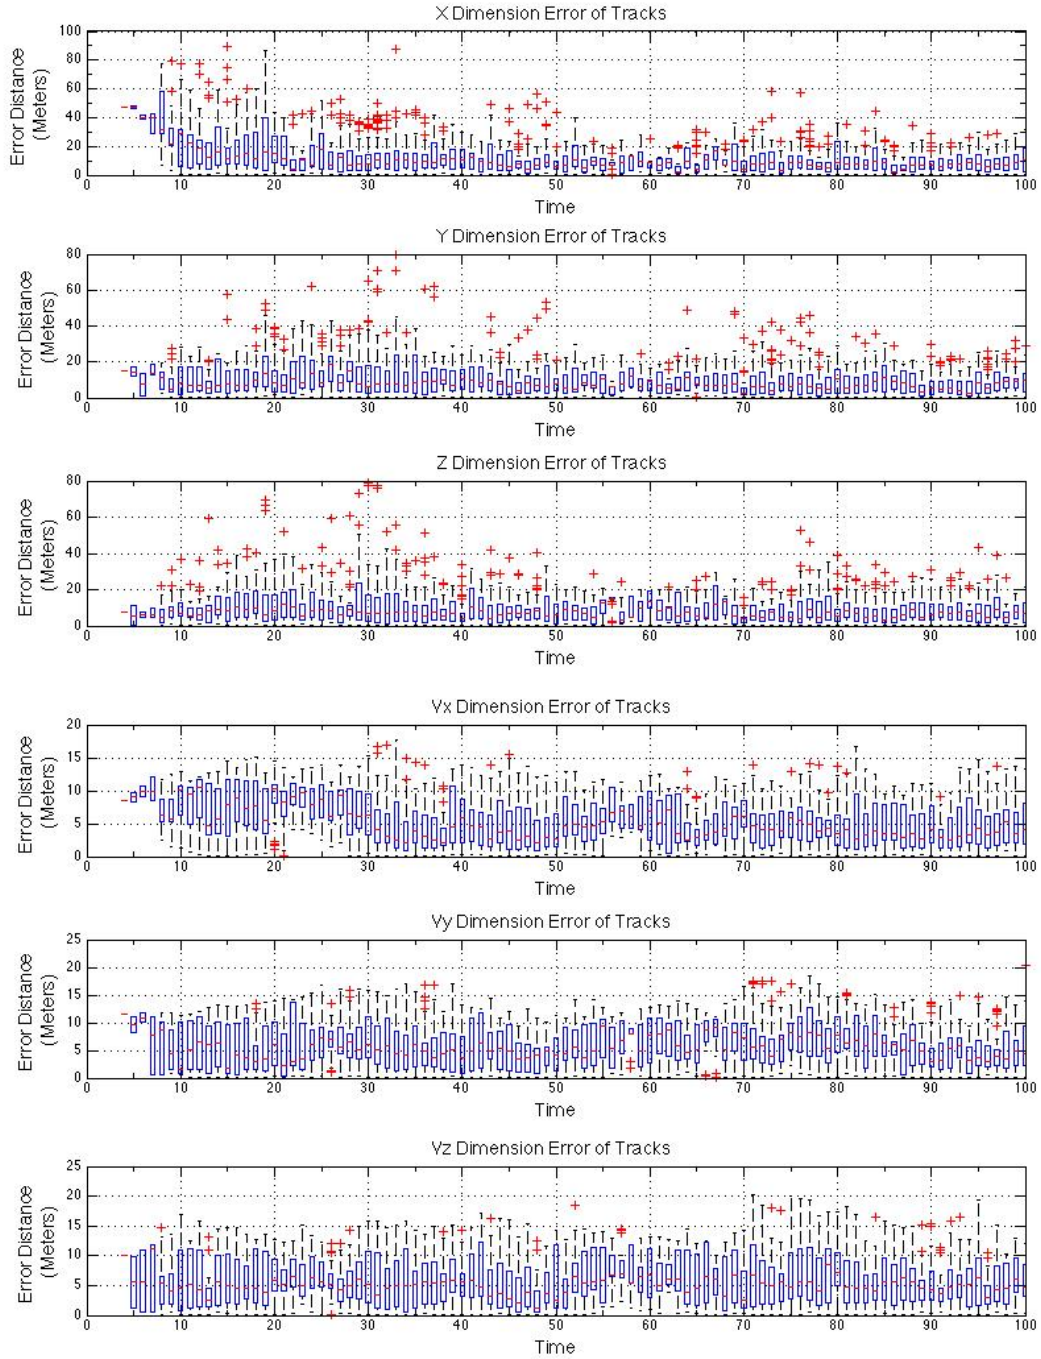 X Dimension Error of Tracks
Error Distance
(Meters)
100
80
60
40
20
0
0 10 20 30 40 50 60 70 80 90 100
Time
Y Dimension Error of Tracks
Error Distance
(Meters)
80
60
40
20
0
0 10 20 30 40 50 60 70 80 90 100
Time
Z Dimension Error of Tracks
Error Distance
(Meters)
80
60
40
20
0
0 10 20 30 40 50 60 70 80 90 100
Time
Vx Dimension Error of Tracks
Error Distance
(Meters)
20
15
10
5
0
0 10 20 30 40 50 60 70 80 90 100
Time
Vy Dimension Error of Tracks
Error Distance
(Meters)
25
20
15
10
5
0
0 10 20 30 40 50 60 70 80 90 100
Time
Vz Dimension Error of Tracks
Error Distance
(Meters)
25
20
15
10
5
0
0 10 20 30 40 50 60 70 80 90 100
Time